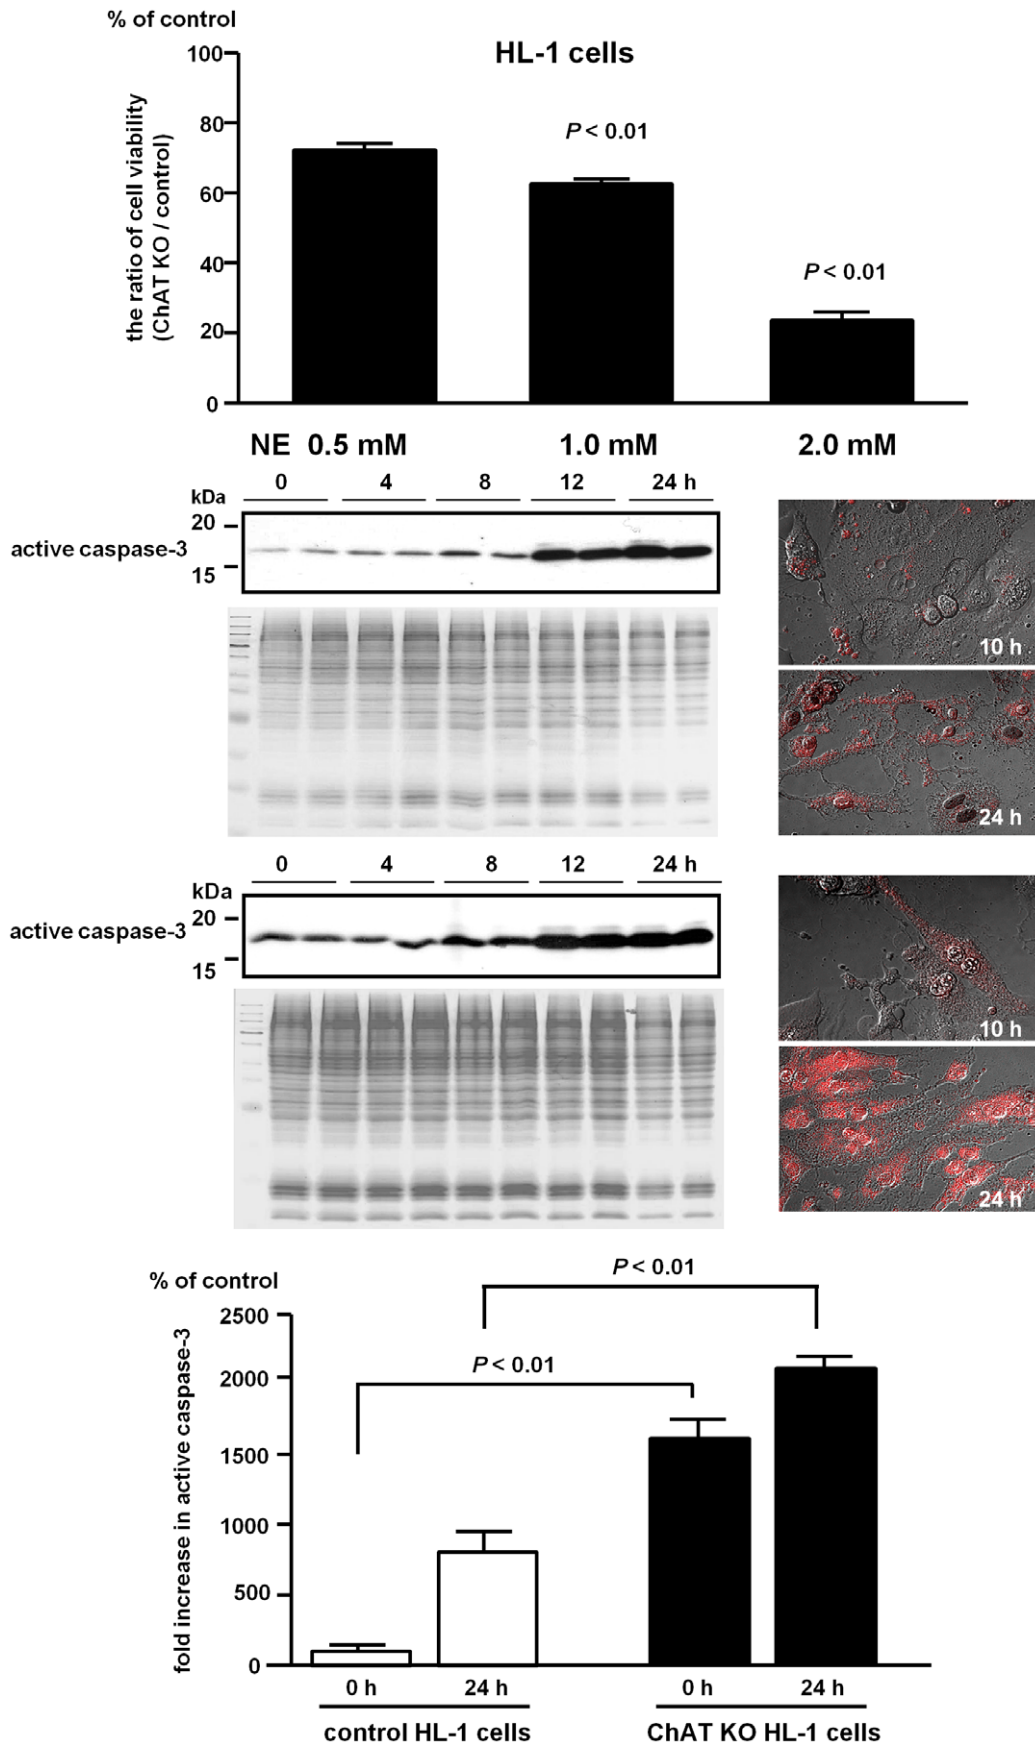 % of control
HL-1 cells
100
80
60
40
20
0
the ratio of cell viability
(ChAT KO / control)
P < 0.01
P < 0.01
NE 0.5 mM 1.0 mM 2.0 mM
0 4 8 12 24 h
kDa
20
active caspase-3
15
10 h
24 h
0 4 8 12 24 h
kDa
20
active caspase-3
15
10 h
24 h
% of control
P < 0.01
P < 0.01
2500
2000
1500
1000
500
0
fold increase in active caspase-3
0 h 24 h 0 h 24 h
control HL-1 cells ChAT KO HL-1 cells